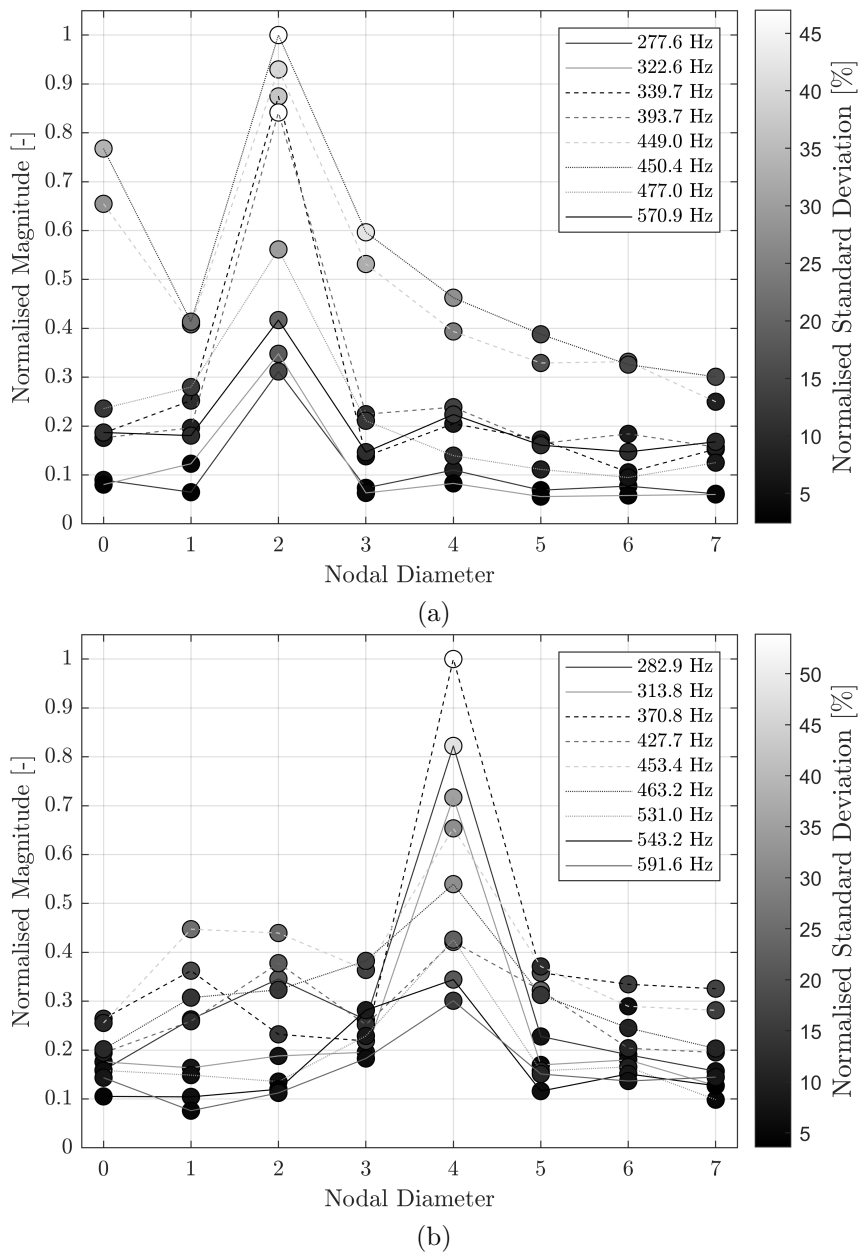 1
0.9
0.8
0.7
0.6
0.5
0.4
0.3
0.2
0.1
0
Normalised Magnitude [-]
0 1 2 3 4 5 6 7
Nodal Diameter
277.6 Hz
322.6 Hz
339.7 Hz
393.7 Hz
449.0 Hz
450.4 Hz
477.0 Hz
570.9 Hz
45
40
35
30
25
20
15
10
5
Normalised Standard Deviation [%]
(a)
1
0.9
0.8
0.7
0.6
0.5
0.4
0.3
0.2
0.1
0
Normalised Magnitude [-]
0 1 2 3 4 5 6 7
Nodal Diameter
282.9 Hz
313.8 Hz
370.8 Hz
427.7 Hz
453.4 Hz
463.2 Hz
531.0 Hz
543.2 Hz
591.6 Hz
50
40
30
20
10
Normalised Standard Deviation [%]
(b)